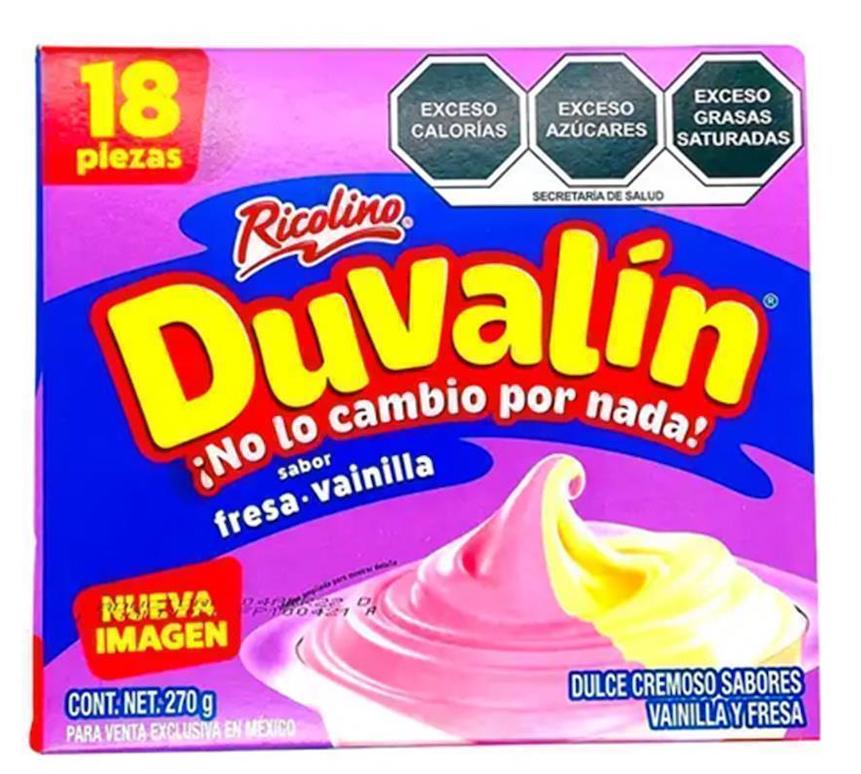 18
piezas
EXCESO
CALORÍAS
EXCESO
AZÚCARES
EXCESO
GRASAS
SATURADAS
SECRETARÍA DE SALUD
Ricolino®
Duvalín®
¡No lo cambio por nada!
sabor
fresa·vainilla
NUEVA
IMAGEN
CONT. NET. 270 g
PARA VENTA EXCLUSIVA EN MÉXICO
DULCE CREMOSO SABORES
VAINILLA Y FRESA